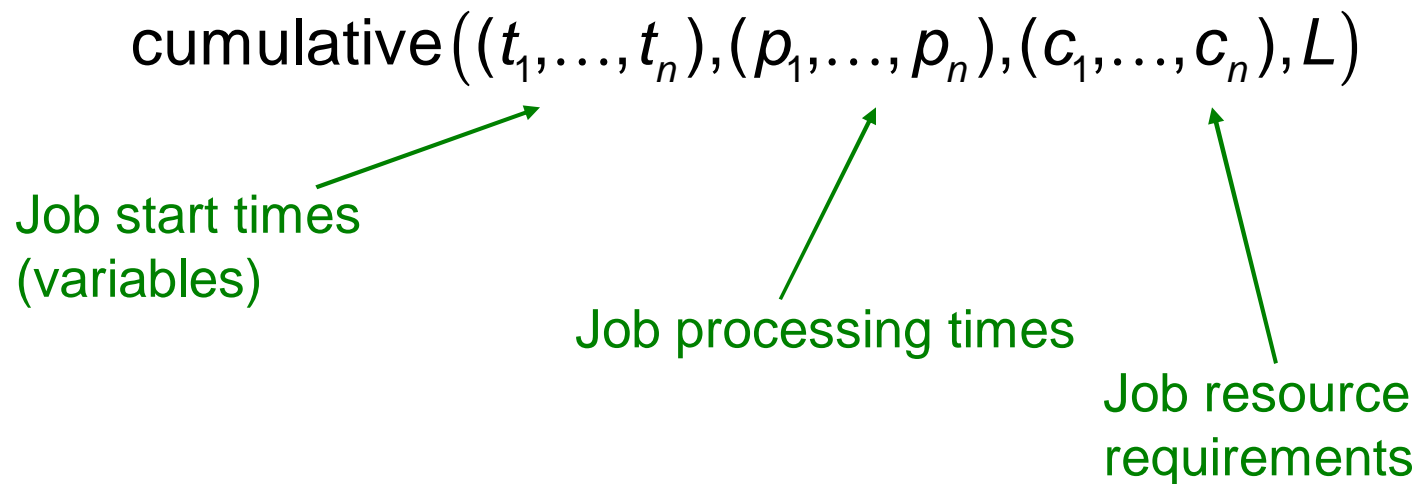 cumulative((t₁,…,tₙ),(p₁,…,pₙ),(c₁,…,cₙ),L)
Job start times
(variables)
Job processing times
Job resource
requirements